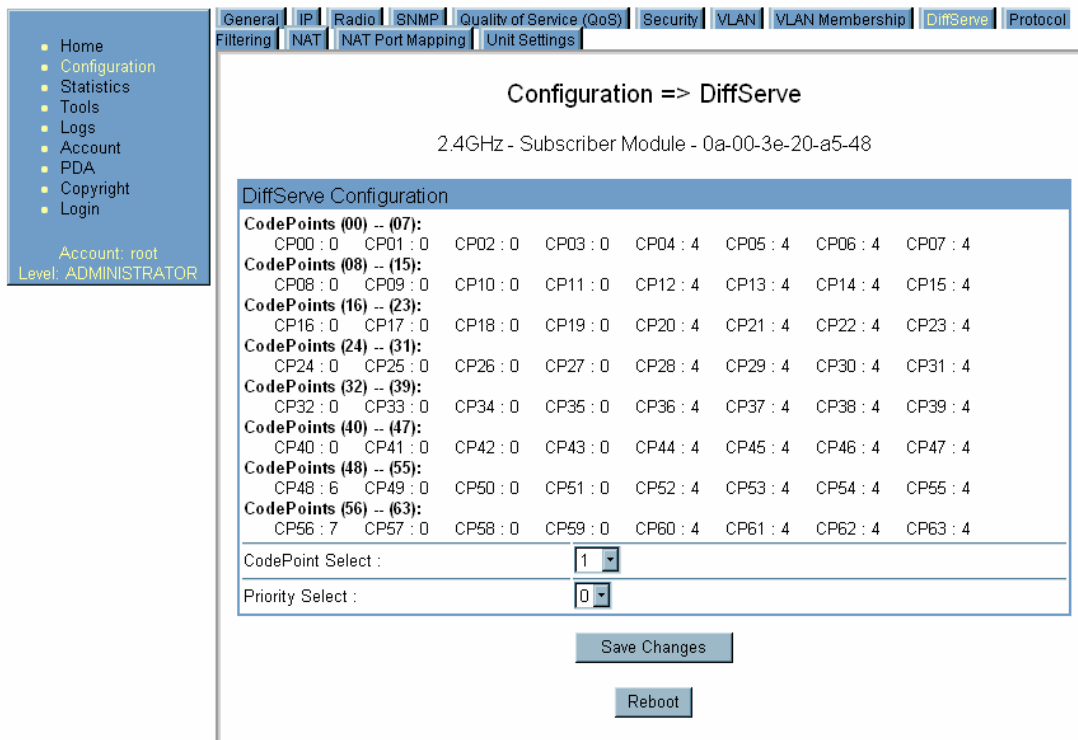 General IP Radio SNMP Quality of Service (QoS) Security VLAN VLAN Membership DiffServe Protocol
Filtering NAT NAT Port Mapping Unit Settings
Home
Configuration
Statistics
Tools
Logs
Account
PDA
Copyright
Login
Account: root
Level: ADMINISTRATOR
Configuration => DiffServe
2.4GHz - Subscriber Module - 0a-00-3e-20-a5-48
DiffServe Configuration
CodePoints (00) -- (07):
CP00 : 0 CP01 : 0 CP02 : 0 CP03 : 0 CP04 : 4 CP05 : 4 CP06 : 4 CP07 : 4
CodePoints (08) -- (15):
CP08 : 0 CP09 : 0 CP10 : 0 CP11 : 0 CP12 : 4 CP13 : 4 CP14 : 4 CP15 : 4
CodePoints (16) -- (23):
CP16 : 0 CP17 : 0 CP18 : 0 CP19 : 0 CP20 : 4 CP21 : 4 CP22 : 4 CP23 : 4
CodePoints (24) -- (31):
CP24 : 0 CP25 : 0 CP26 : 0 CP27 : 0 CP28 : 4 CP29 : 4 CP30 : 4 CP31 : 4
CodePoints (32) -- (39):
CP32 : 0 CP33 : 0 CP34 : 0 CP35 : 0 CP36 : 4 CP37 : 4 CP38 : 4 CP39 : 4
CodePoints (40) -- (47):
CP40 : 0 CP41 : 0 CP42 : 0 CP43 : 0 CP44 : 4 CP45 : 4 CP46 : 4 CP47 : 4
CodePoints (48) -- (55):
CP48 : 6 CP49 : 0 CP50 : 0 CP51 : 0 CP52 : 4 CP53 : 4 CP54 : 4 CP55 : 4
CodePoints (56) -- (63):
CP56 : 7 CP57 : 0 CP58 : 0 CP59 : 0 CP60 : 4 CP61 : 4 CP62 : 4 CP63 : 4
CodePoint Select : 1
Priority Select : 0
Save Changes
Reboot